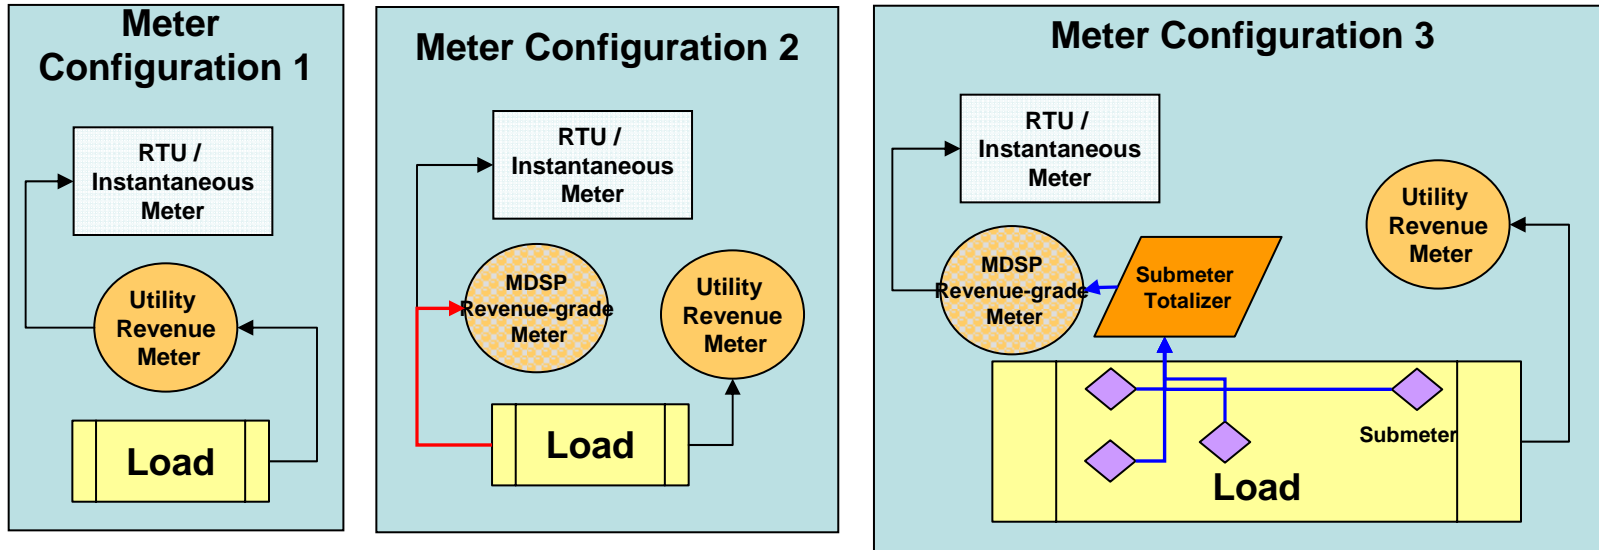 Meter
Configuration 1
RTU /
Instantaneous
Meter
Utility
Revenue
Meter
Load
Meter Configuration 2
RTU /
Instantaneous
Meter
MDSP
Revenue-grade
Meter
Utility
Revenue
Meter
Load
Meter Configuration 3
RTU /
Instantaneous
Meter
Utility
Revenue
Meter
MDSP
Revenue-grade
Meter
Submeter
Totalizer
Submeter
Load